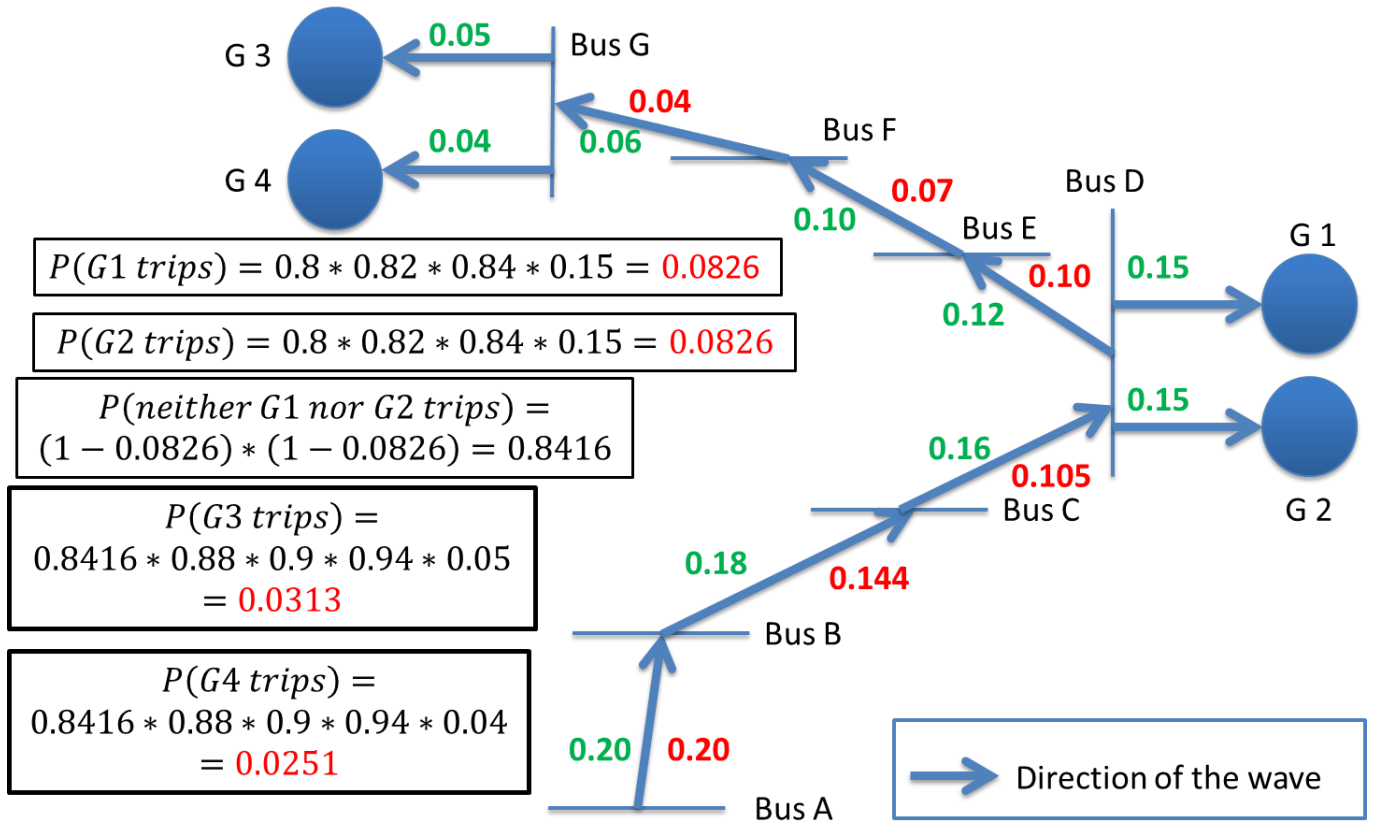 G 3
0.05
Bus G
0.04
Bus F
G 4
0.04
0.06
0.07
Bus D
0.10
Bus E
G 1
P(G1 trips) = 0.8 * 0.82 * 0.84 * 0.15 = 0.0826
0.10
0.15
0.12
P(G2 trips) = 0.8 * 0.82 * 0.84 * 0.15 = 0.0826
P(neither G1 nor G2 trips) =
(1 − 0.0826) * (1 − 0.0826) = 0.8416
0.15
0.16
0.105
Bus C
G 2
P(G3 trips) =
0.8416 * 0.88 * 0.9 * 0.94 * 0.05
= 0.0313
0.18
0.144
Bus B
P(G4 trips) =
0.8416 * 0.88 * 0.9 * 0.94 * 0.04
= 0.0251
0.20
0.20
Bus A
Direction of the wave